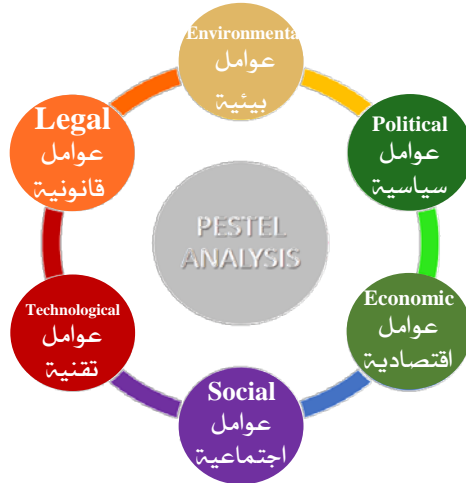 Environmental
عوامل
بيئية
Political
عوامل
سياسية
Economic
عوامل
اقتصادية
Social
عوامل
اجتماعية
Technological
عوامل
تقنية
Legal
عوامل
قانونية
PESTEL
ANALYSIS